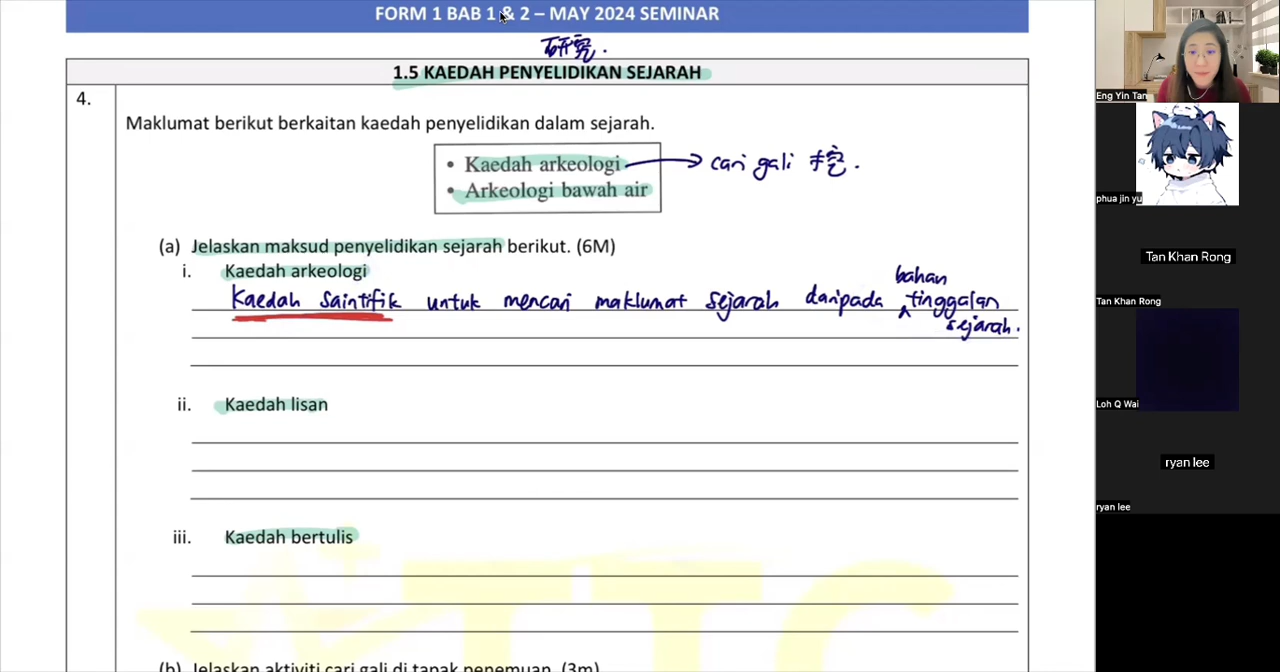 FORM 1 BAB 1 & 2 – MAY 2024 SEMINAR
研究.
1.5 KAEDAH PENYELIDIKAN SEJARAH
4.
Maklumat berikut berkaitan kaedah penyelidikan dalam sejarah.
• Kaedah arkeologi → cari gali 挖.
• Arkeologi bawah air
(a) Jelaskan maksud penyelidikan sejarah berikut. (6M)
i. Kaedah arkeologi
bahan
Kaedah Saintifik untuk mencari maklumat sejarah daripada ^tinggalan
sejarah.
ii. Kaedah lisan
iii. Kaedah bertulis
TTC
(b) Jelaskan aktiviti cari gali di tapak penemuan. (3m)
Eng Yin Tan
phua jin yu
Tan Khan Rong
Tan Khan Rong
Loh Q Wai
ryan lee
ryan lee